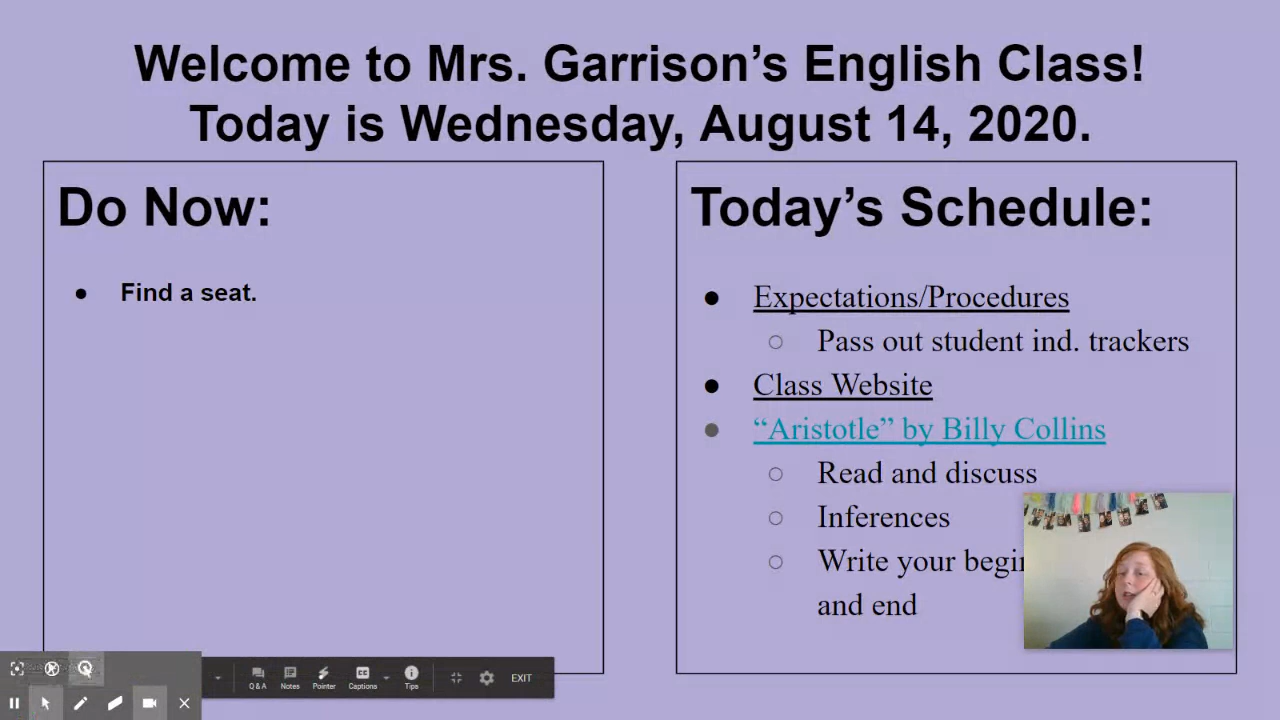 Welcome to Mrs. Garrison’s English Class!
Today is Wednesday, August 14, 2020.
Do Now:
● Find a seat.
Today’s Schedule:
● Expectations/Procedures
○ Pass out student ind. trackers
● Class Website
● “Aristotle” by Billy Collins
○ Read and discuss
○ Inferences
○ Write your
and end
Q & A Notes Pointer Captions Tips EXIT